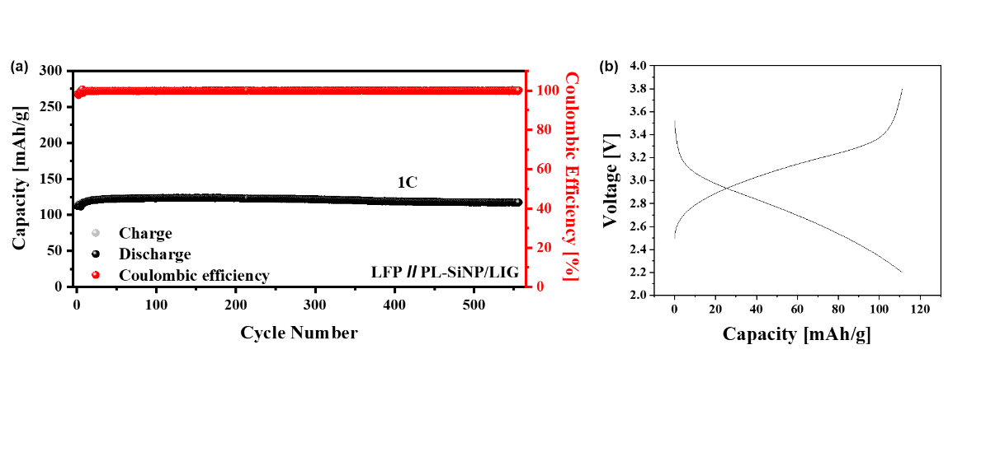 (a)
300
250
200
150
100
50
0
Capacity [mAh/g]
100
80
60
40
20
0
Coulombic Efficiency [%]
1C
Charge
Discharge
Coulombic efficiency
LFP // PL-SiNP/LIG
0 100 200 300 400 500
Cycle Number
(b)
4.0
3.8
3.6
3.4
3.2
3.0
2.8
2.6
2.4
2.2
2.0
Voltage [V]
0 20 40 60 80 100 120
Capacity [mAh/g]